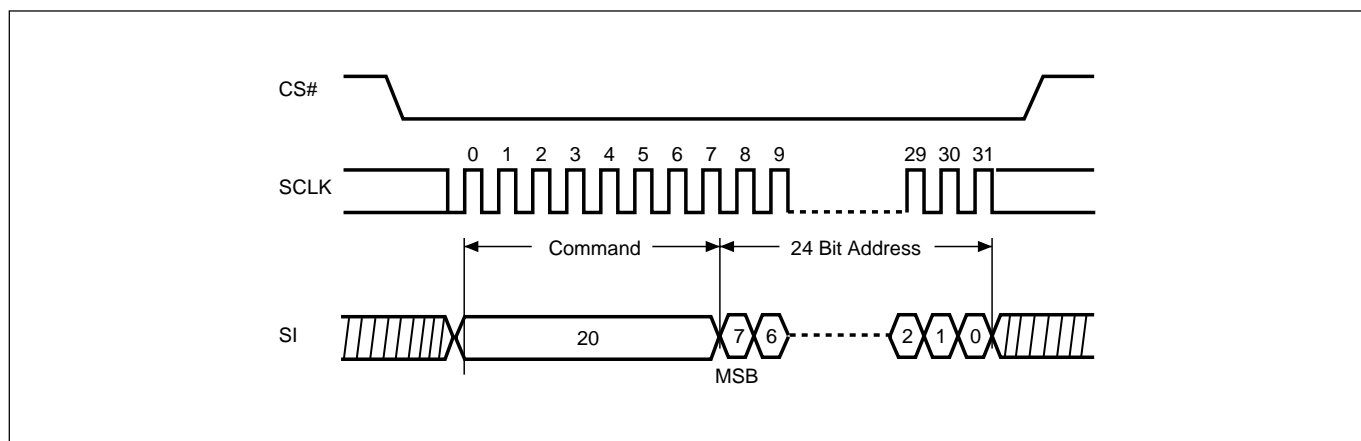 CS#
0 1 2 3 4 5 6 7 8 9 29 30 31
SCLK
Command 24 Bit Address
SI 20 7 6 2 1 0
MSB